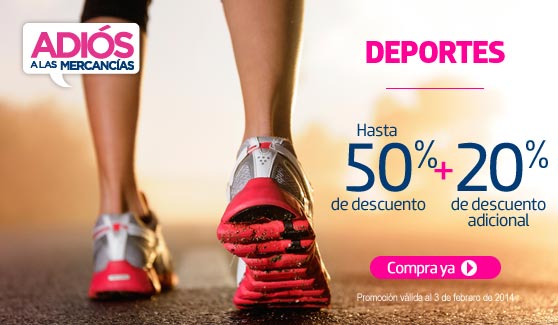 ADIÓS
A LAS MERCANCÍAS
DEPORTES
Hasta
50% + 20%
de descuento de descuento
adicional
Compra ya
Promoción válida al 3 de febrero de 2014